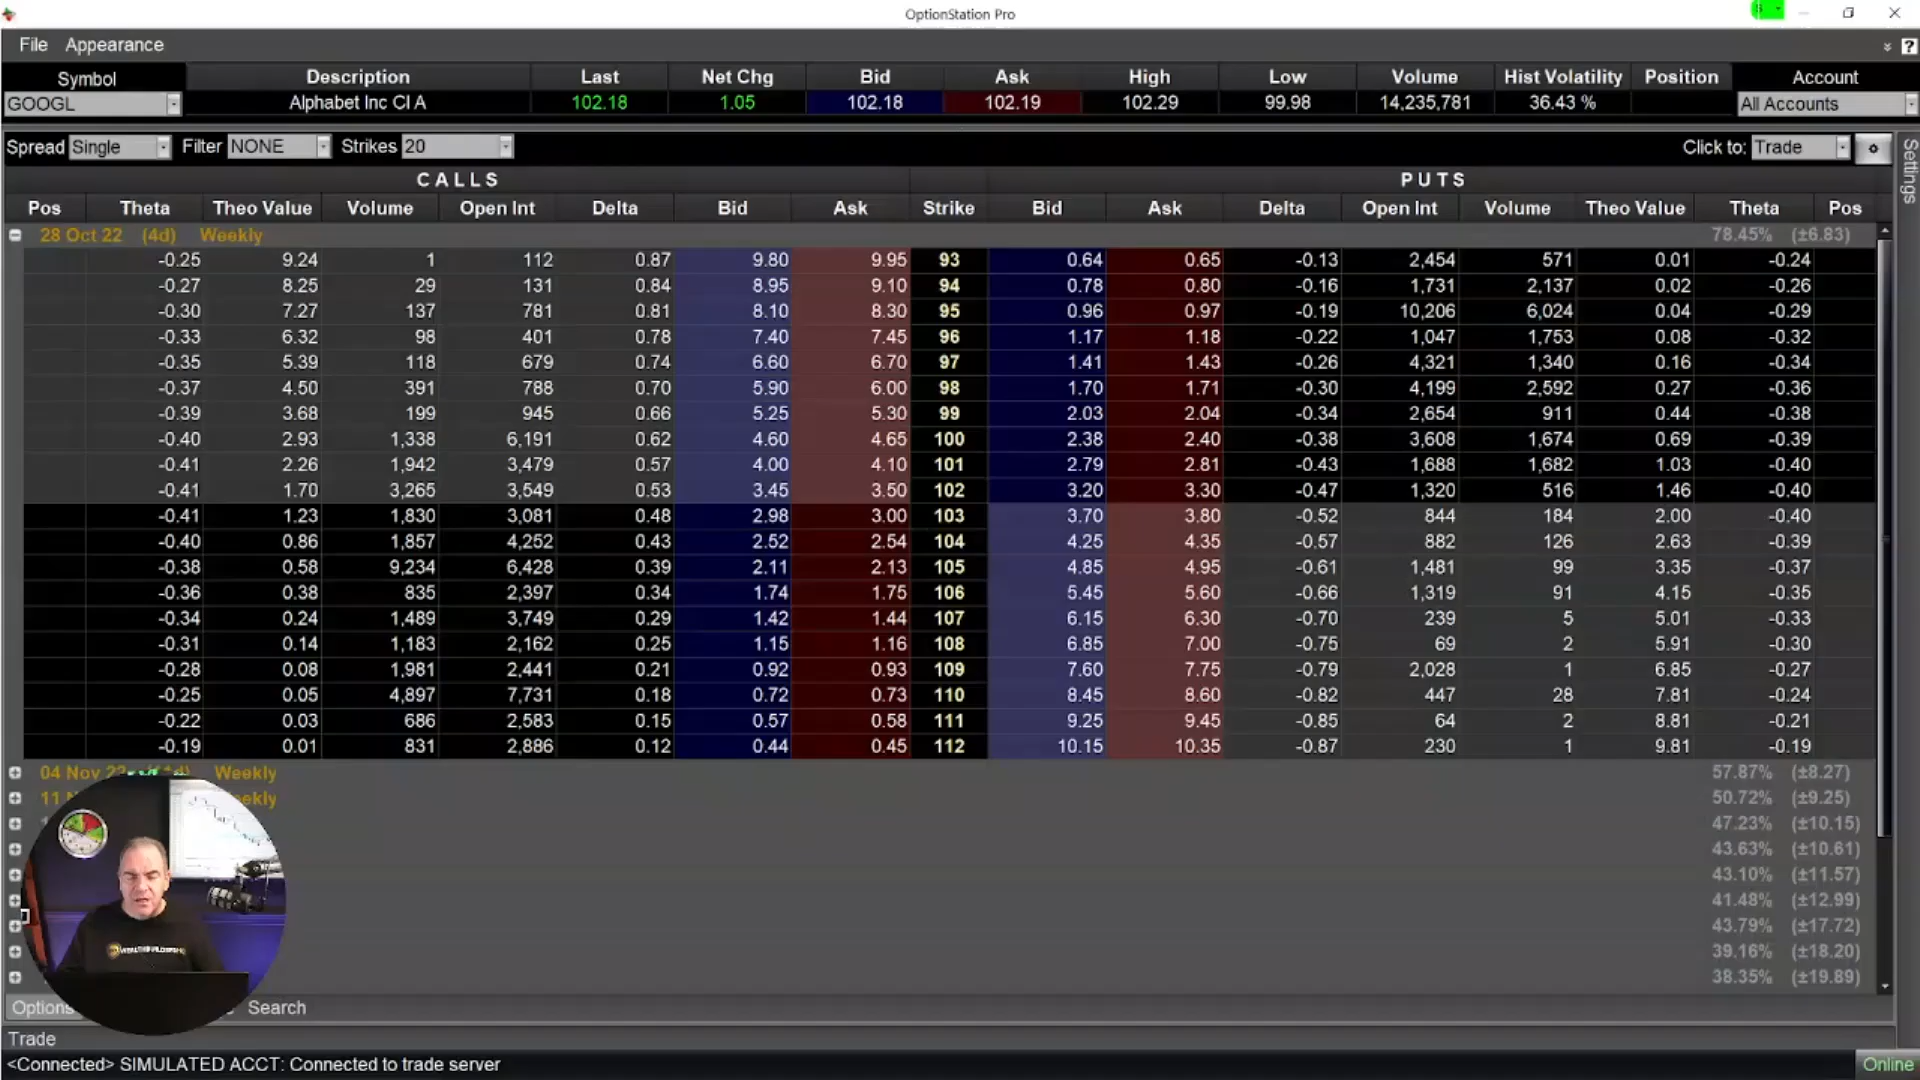 OptionStation Pro
File Appearance
Symbol Description Last Net Chg Bid Ask High Low Volume Hist Volatility Position Account
GOOGL Alphabet Inc Cl A 102.18 1.05 102.18 102.19 102.29 99.98 14,235,781 36.43 % All Accounts
Spread Single Filter NONE Strikes 20 Click to: Trade
Settings
CALLS PUTS
Pos Theta Theo Value Volume Open Int Delta Bid Ask Strike Bid Ask Delta Open Int Volume Theo Value Theta Pos
28 Oct 22 (4d) Weekly 78.45% (±6.83)
-0.25 9.24 1 112 0.87 9.80 9.95 93 0.64 0.65 -0.13 2,454 571 0.01 -0.24
-0.27 8.25 29 131 0.84 8.95 9.10 94 0.78 0.80 -0.16 1,731 2,137 0.02 -0.26
-0.30 7.27 137 781 0.81 8.10 8.30 95 0.96 0.97 -0.19 10,206 6,024 0.04 -0.29
-0.33 6.32 98 401 0.78 7.40 7.45 96 1.17 1.18 -0.22 1,047 1,753 0.08 -0.32
-0.35 5.39 118 679 0.74 6.60 6.70 97 1.41 1.43 -0.26 4,321 1,340 0.16 -0.34
-0.37 4.50 391 788 0.70 5.90 6.00 98 1.70 1.71 -0.30 4,199 2,592 0.27 -0.36
-0.39 3.68 199 945 0.66 5.25 5.30 99 2.03 2.04 -0.34 2,654 911 0.44 -0.38
-0.40 2.93 1,338 6,191 0.62 4.60 4.65 100 2.38 2.40 -0.38 3,608 1,674 0.69 -0.39
-0.41 2.26 1,942 3,479 0.57 4.00 4.10 101 2.79 2.81 -0.43 1,688 1,682 1.03 -0.40
-0.41 1.70 3,265 3,549 0.53 3.45 3.50 102 3.20 3.30 -0.47 1,320 516 1.46 -0.40
-0.41 1.23 1,830 3,081 0.48 2.98 3.00 103 3.70 3.80 -0.52 844 184 2.00 -0.40
-0.40 0.86 1,857 4,252 0.43 2.52 2.54 104 4.25 4.35 -0.57 882 126 2.63 -0.39
-0.38 0.58 9,234 6,428 0.39 2.11 2.13 105 4.85 4.95 -0.61 1,481 99 3.35 -0.37
-0.36 0.38 835 2,397 0.34 1.74 1.75 106 5.45 5.60 -0.66 1,319 91 4.15 -0.35
-0.34 0.24 1,489 3,749 0.29 1.42 1.44 107 6.15 6.30 -0.70 239 5 5.01 -0.33
-0.31 0.14 1,183 2,162 0.25 1.15 1.16 108 6.85 7.00 -0.75 69 2 5.91 -0.30
-0.28 0.08 1,981 2,441 0.21 0.92 0.93 109 7.60 7.75 -0.79 2,028 1 6.85 -0.27
-0.25 0.05 4,897 7,731 0.18 0.72 0.73 110 8.45 8.60 -0.82 447 28 7.81 -0.24
-0.22 0.03 686 2,583 0.15 0.57 0.58 111 9.25 9.45 -0.85 64 2 8.81 -0.21
-0.19 0.01 831 2,886 0.12 0.44 0.45 112 10.15 10.35 -0.87 230 1 9.81 -0.19
04 Nov Weekly 57.87% (±8.27)
11 50.72% (±9.25)
47.23% (±10.15)
43.63% (±10.61)
43.10% (±11.57)
41.48% (±12.99)
43.79% (±17.72)
39.16% (±18.20)
38.35% (±19.89)
Options Search
Trade
<Connected> SIMULATED ACCT: Connected to trade server Online